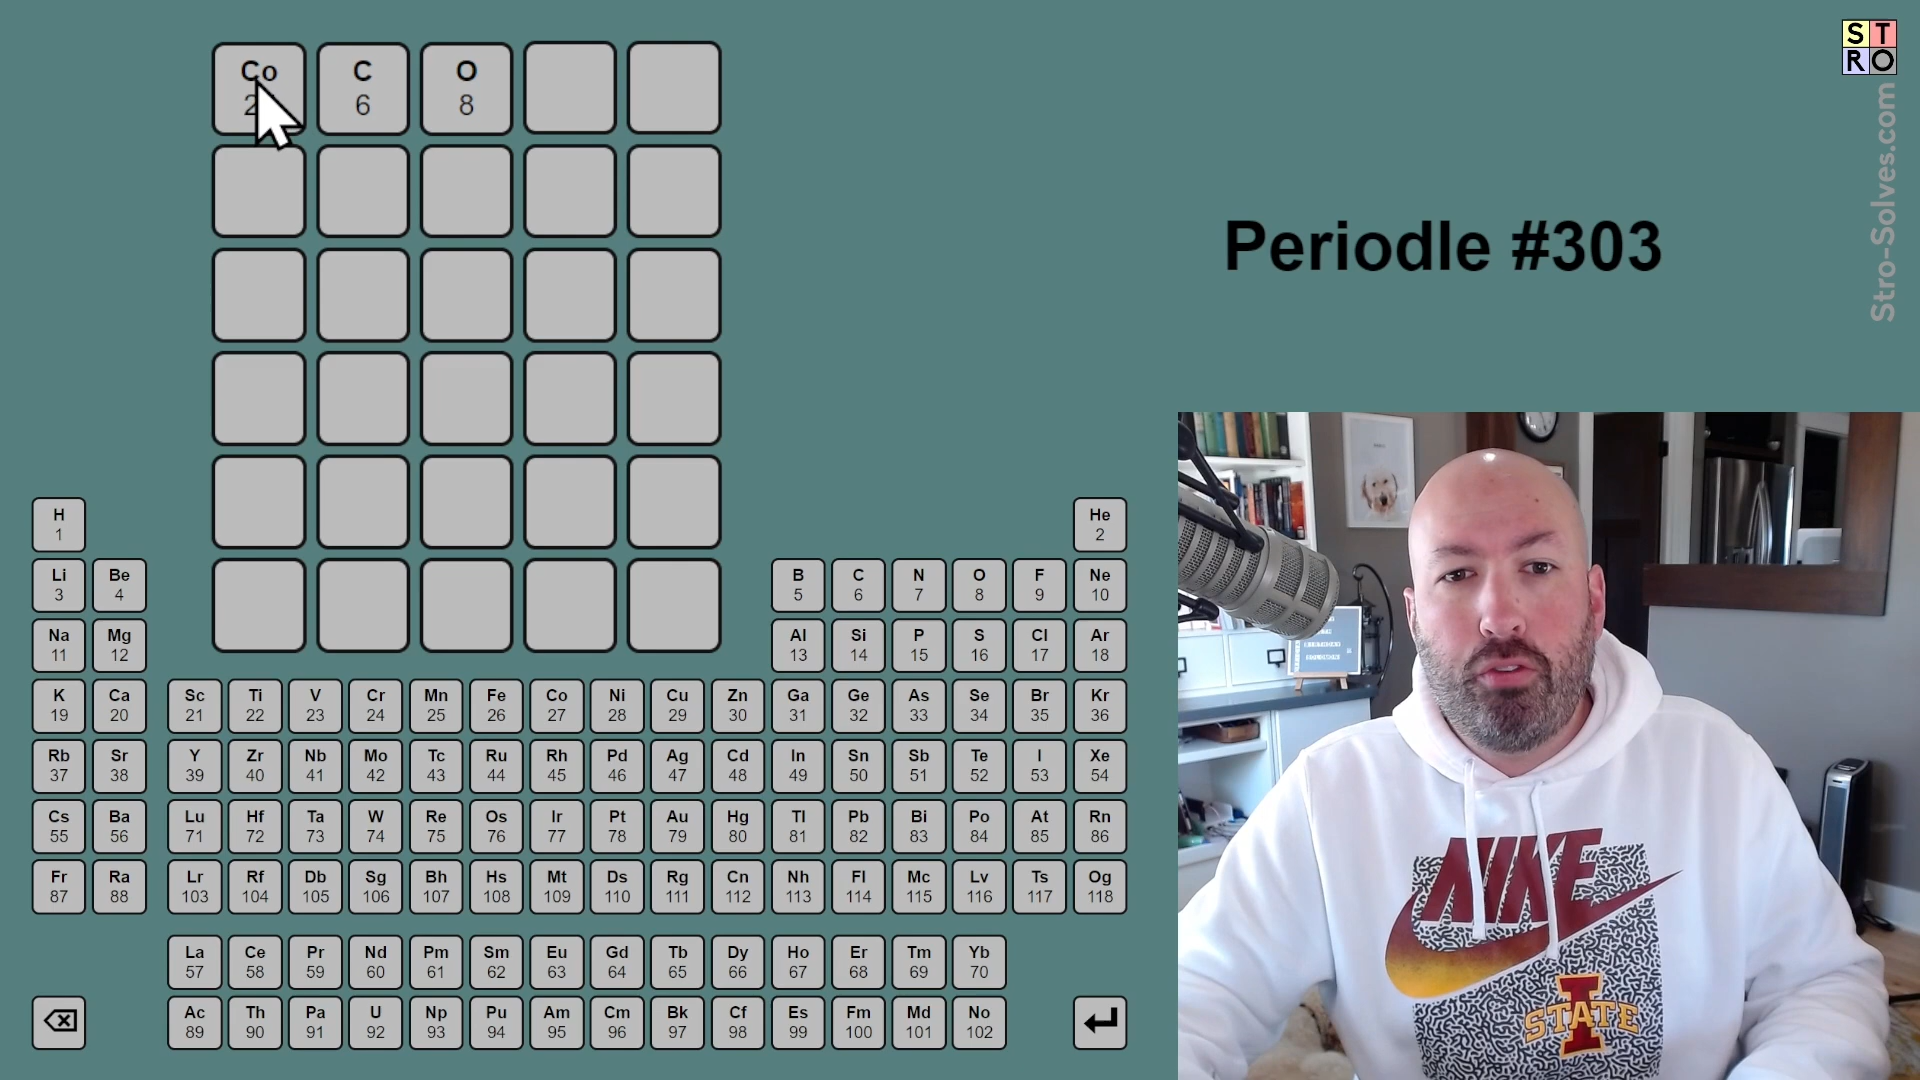 Co C O
2 6 8
Periodle #303
S T
R O
Stro-Solves.com
H He
1 2
Li Be B C N O F Ne
3 4 5 6 7 8 9 10
Na Mg Al Si P S Cl Ar
11 12 13 14 15 16 17 18
K Ca Sc Ti V Cr Mn Fe Co Ni Cu Zn Ga Ge As Se Br Kr
19 20 21 22 23 24 25 26 27 28 29 30 31 32 33 34 35 36
Rb Sr Y Zr Nb Mo Tc Ru Rh Pd Ag Cd In Sn Sb Te I Xe
37 38 39 40 41 42 43 44 45 46 47 48 49 50 51 52 53 54
Cs Ba Lu Hf Ta W Re Os Ir Pt Au Hg Tl Pb Bi Po At Rn
55 56 71 72 73 74 75 76 77 78 79 80 81 82 83 84 85 86
Fr Ra Lr Rf Db Sg Bh Hs Mt Ds Rg Cn Nh Fl Mc Lv Ts Og
87 88 103 104 105 106 107 108 109 110 111 112 113 114 115 116 117 118
La Ce Pr Nd Pm Sm Eu Gd Tb Dy Ho Er Tm Yb
57 58 59 60 61 62 63 64 65 66 67 68 69 70
Ac Th Pa U Np Pu Am Cm Bk Cf Es Fm Md No
89 90 91 92 93 94 95 96 97 98 99 100 101 102
NIKE
I
STATE